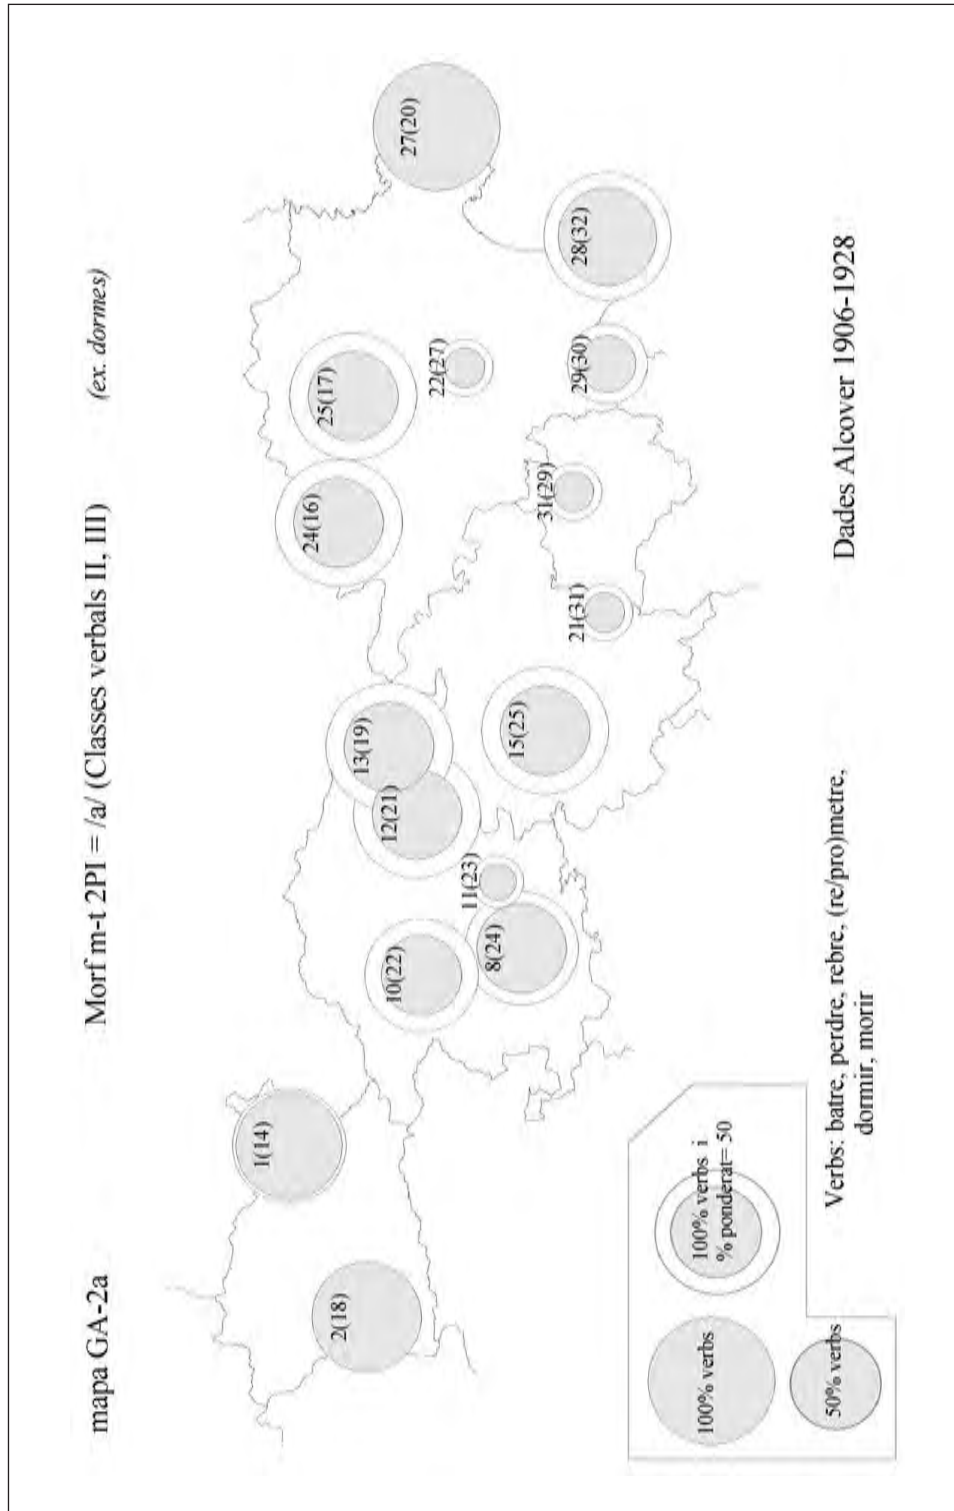 mapa GA-2a
Morf m-t 2PI = /a/ (Classes verbals II, III)
(ex. dormes)
1(14)
2(18)
10(22)
8(24)
11(23)
12(21)
13(19)
15(25)
24(16)
25(17)
22(27)
21(31)
31(29)
29(30)
28(32)
27(20)
100% verbs
50% verbs
100% verbs i
% ponderat= 50
Verbs: batre, perdre, rebre, (re/pro)metre,
dormir, morir
Dades Alcover 1906-1928